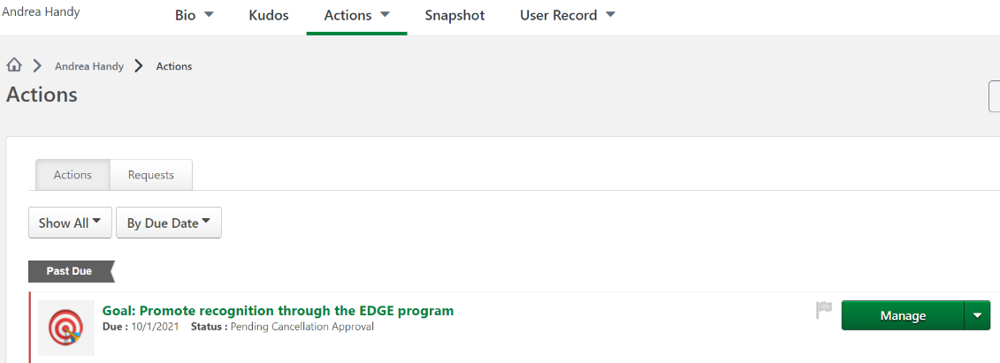 Andrea Handy
Bio Kudos Actions Snapshot User Record
Andrea Handy Actions
Actions
Actions Requests
Show All By Due Date
Past Due
Goal: Promote recognition through the EDGE program
Due : 10/1/2021 Status : Pending Cancellation Approval
Manage